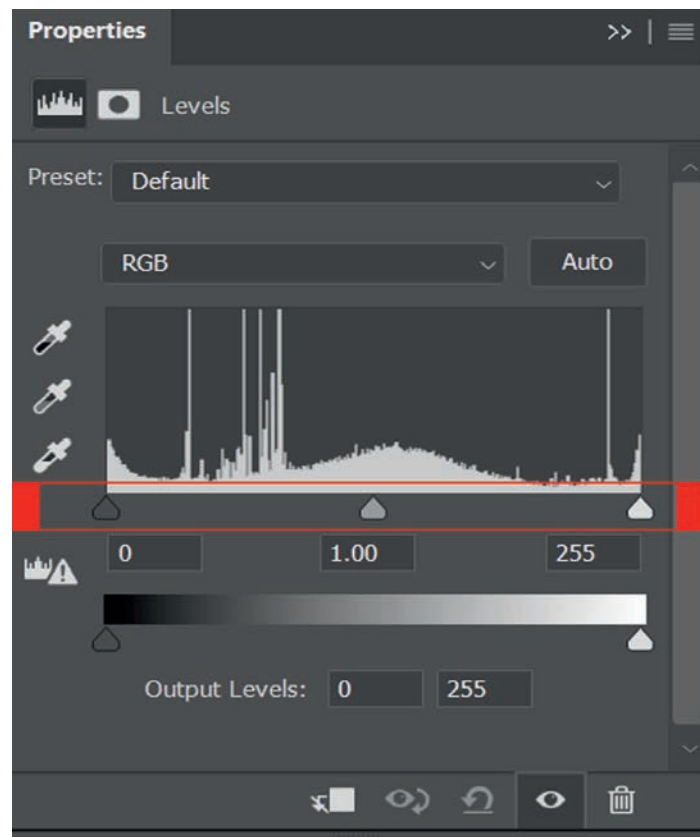 Properties
Levels
Preset: Default
RGB Auto
0 1.00 255
Output Levels: 0 255